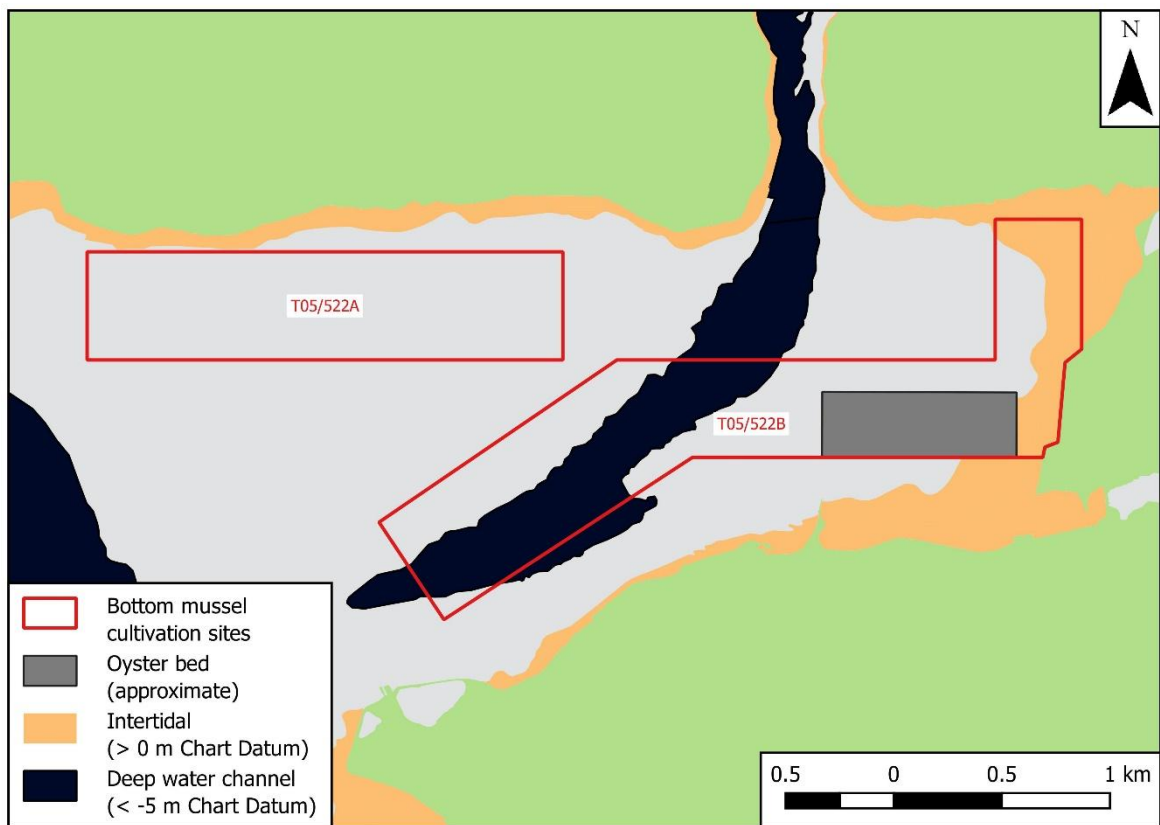 N
T05/522A
T05/522B
Bottom mussel
cultivation sites
Oyster bed
(approximate)
Intertidal
(> 0 m Chart Datum)
Deep water channel
(< -5 m Chart Datum)
0.5 0 0.5 1 km